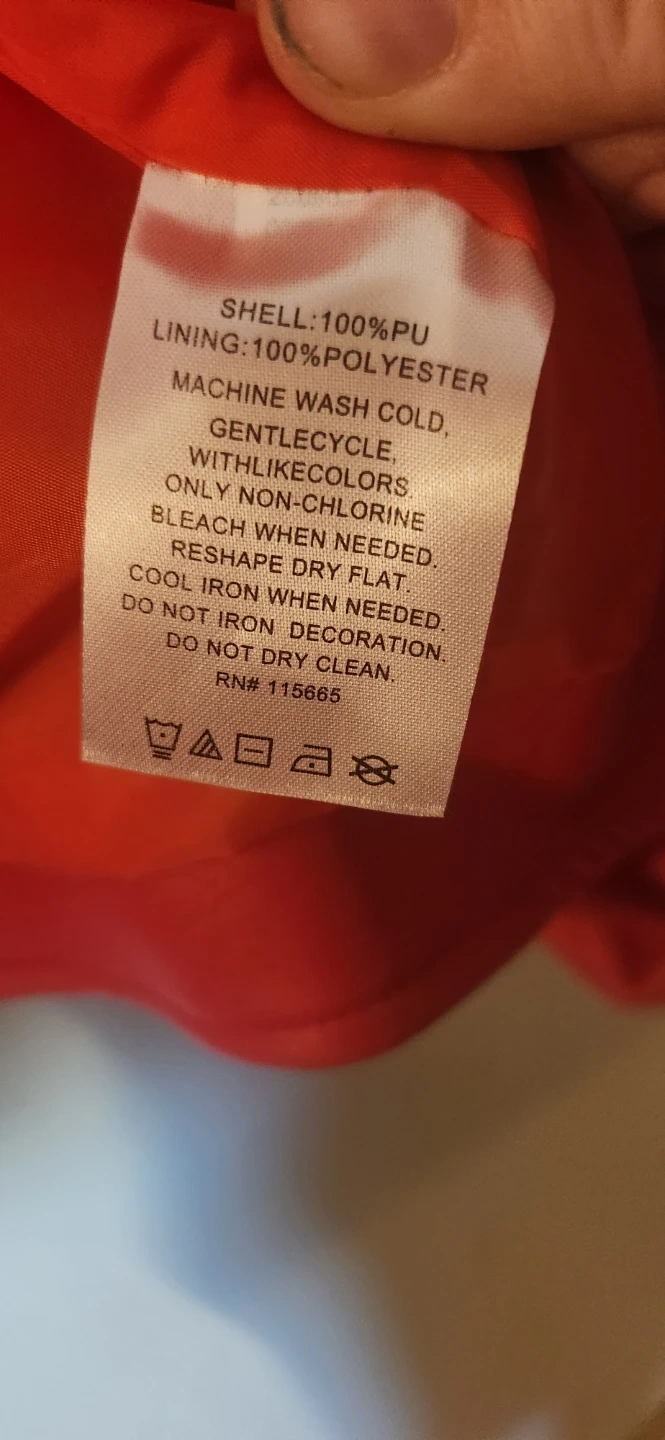 SHELL:100%PU
LINING:100%POLYESTER
MACHINE WASH COLD,
GENTLECYCLE,
WITHLIKECOLORS.
ONLY NON-CHLORINE
BLEACH WHEN NEEDED.
RESHAPE DRY FLAT.
COOL IRON WHEN NEEDED.
DO NOT IRON DECORATION.
DO NOT DRY CLEAN.
RN# 115665